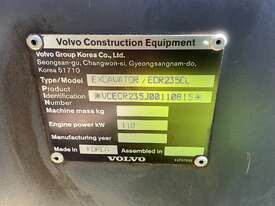 Volvo Construction Equipment
Volvo Group Korea Co., Ltd.
Seongsan-gu, Changwon-si, Gyeongsangnam-do,
Korea 51710
Type/Model EXCAVATOR / ECR235CL
Product
Identification *VCECR235J00110815*
Number
Machine mass kg
Engine power kW 110
Manufacturing year
Made in KOREA Assembled in
VOLVO